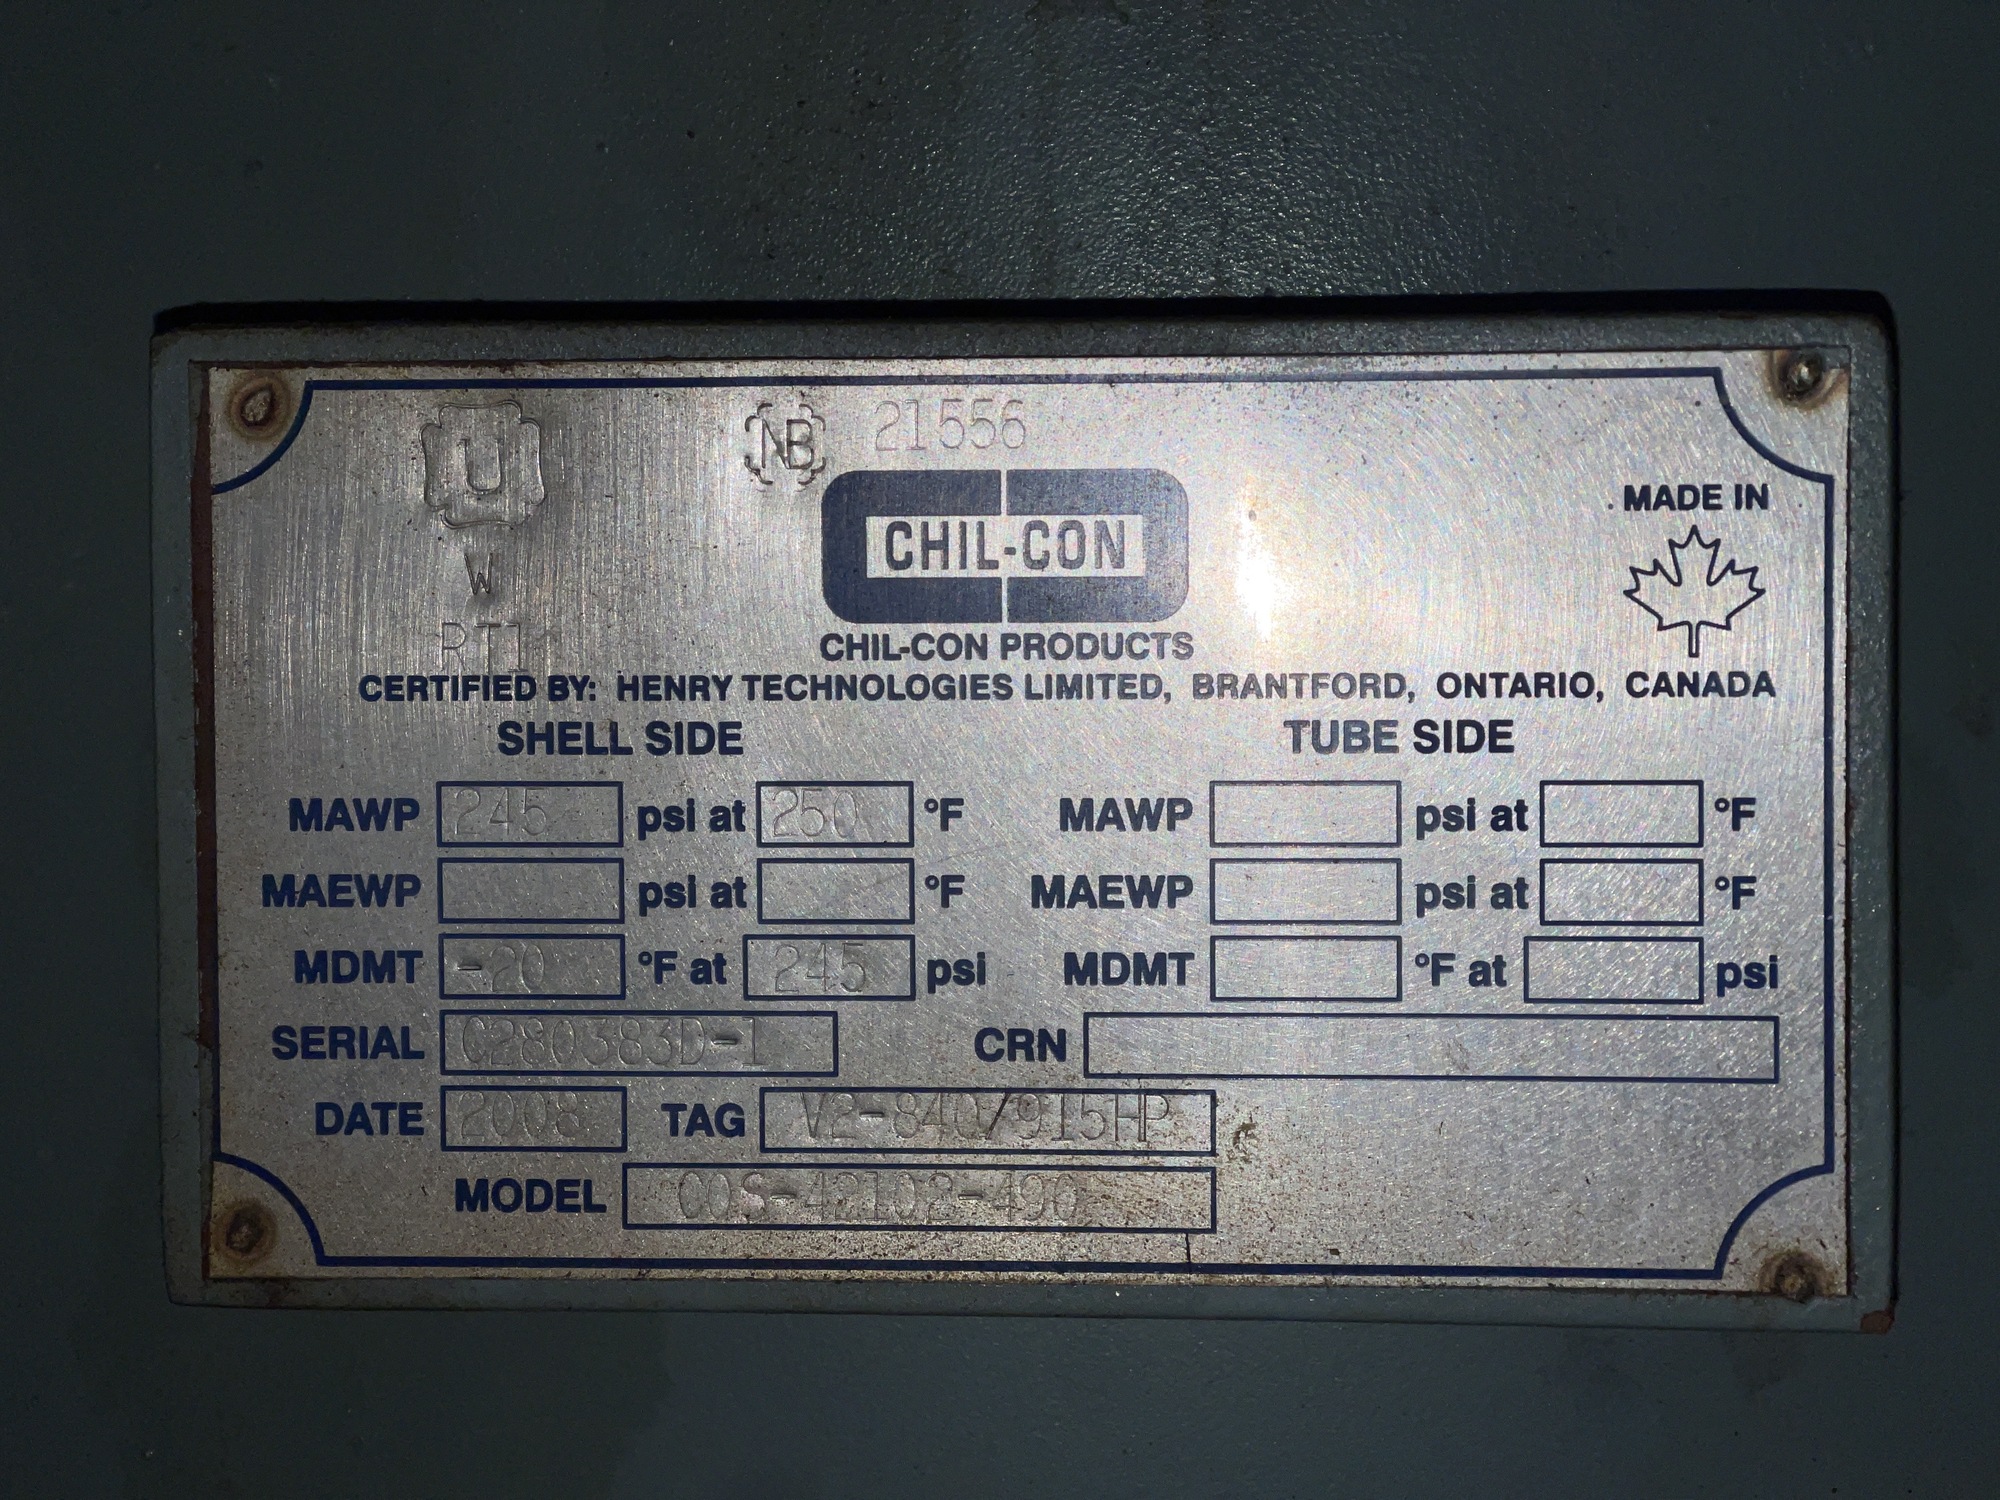 U NB 21556
CHIL-CON
MADE IN
W
RT1
CHIL-CON PRODUCTS
CERTIFIED BY: HENRY TECHNOLOGIES LIMITED, BRANTFORD, ONTARIO, CANADA
SHELL SIDE TUBE SIDE
MAWP 245 psi at 250 °F MAWP psi at °F
MAEWP psi at °F MAEWP psi at °F
MDMT -20 °F at 245 psi MDMT °F at psi
SERIAL C280383D-1 CRN
DATE 2008 TAG V2-840/915HP
MODEL COS-42102-490